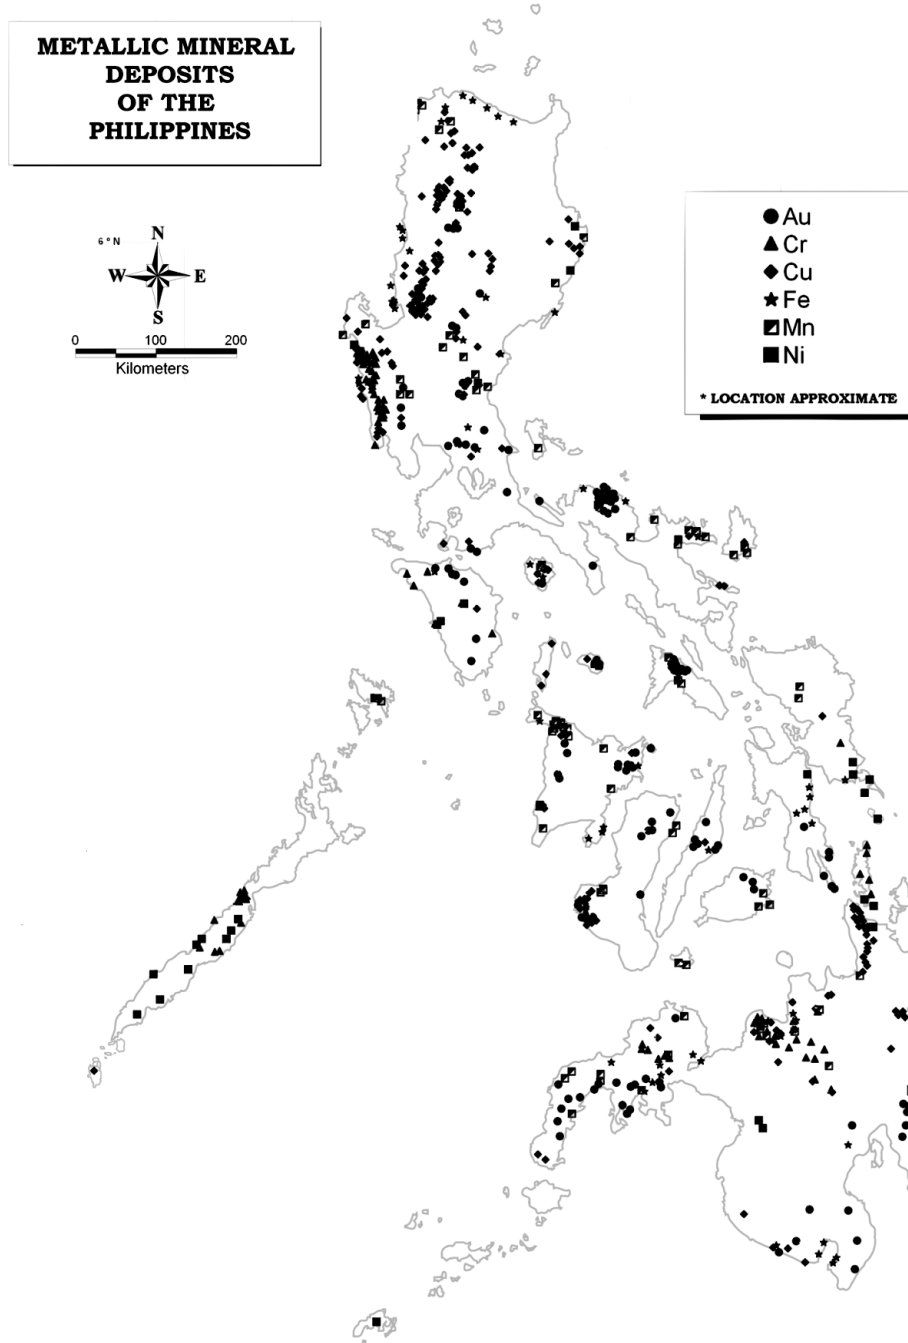 METALLIC MINERAL
DEPOSITS
OF THE
PHILIPPINES
N
6 ° N
W
E
S
0 100 200
Kilometers
Au
Cr
Cu
Fe
Mn
Ni
* LOCATION APPROXIMATE